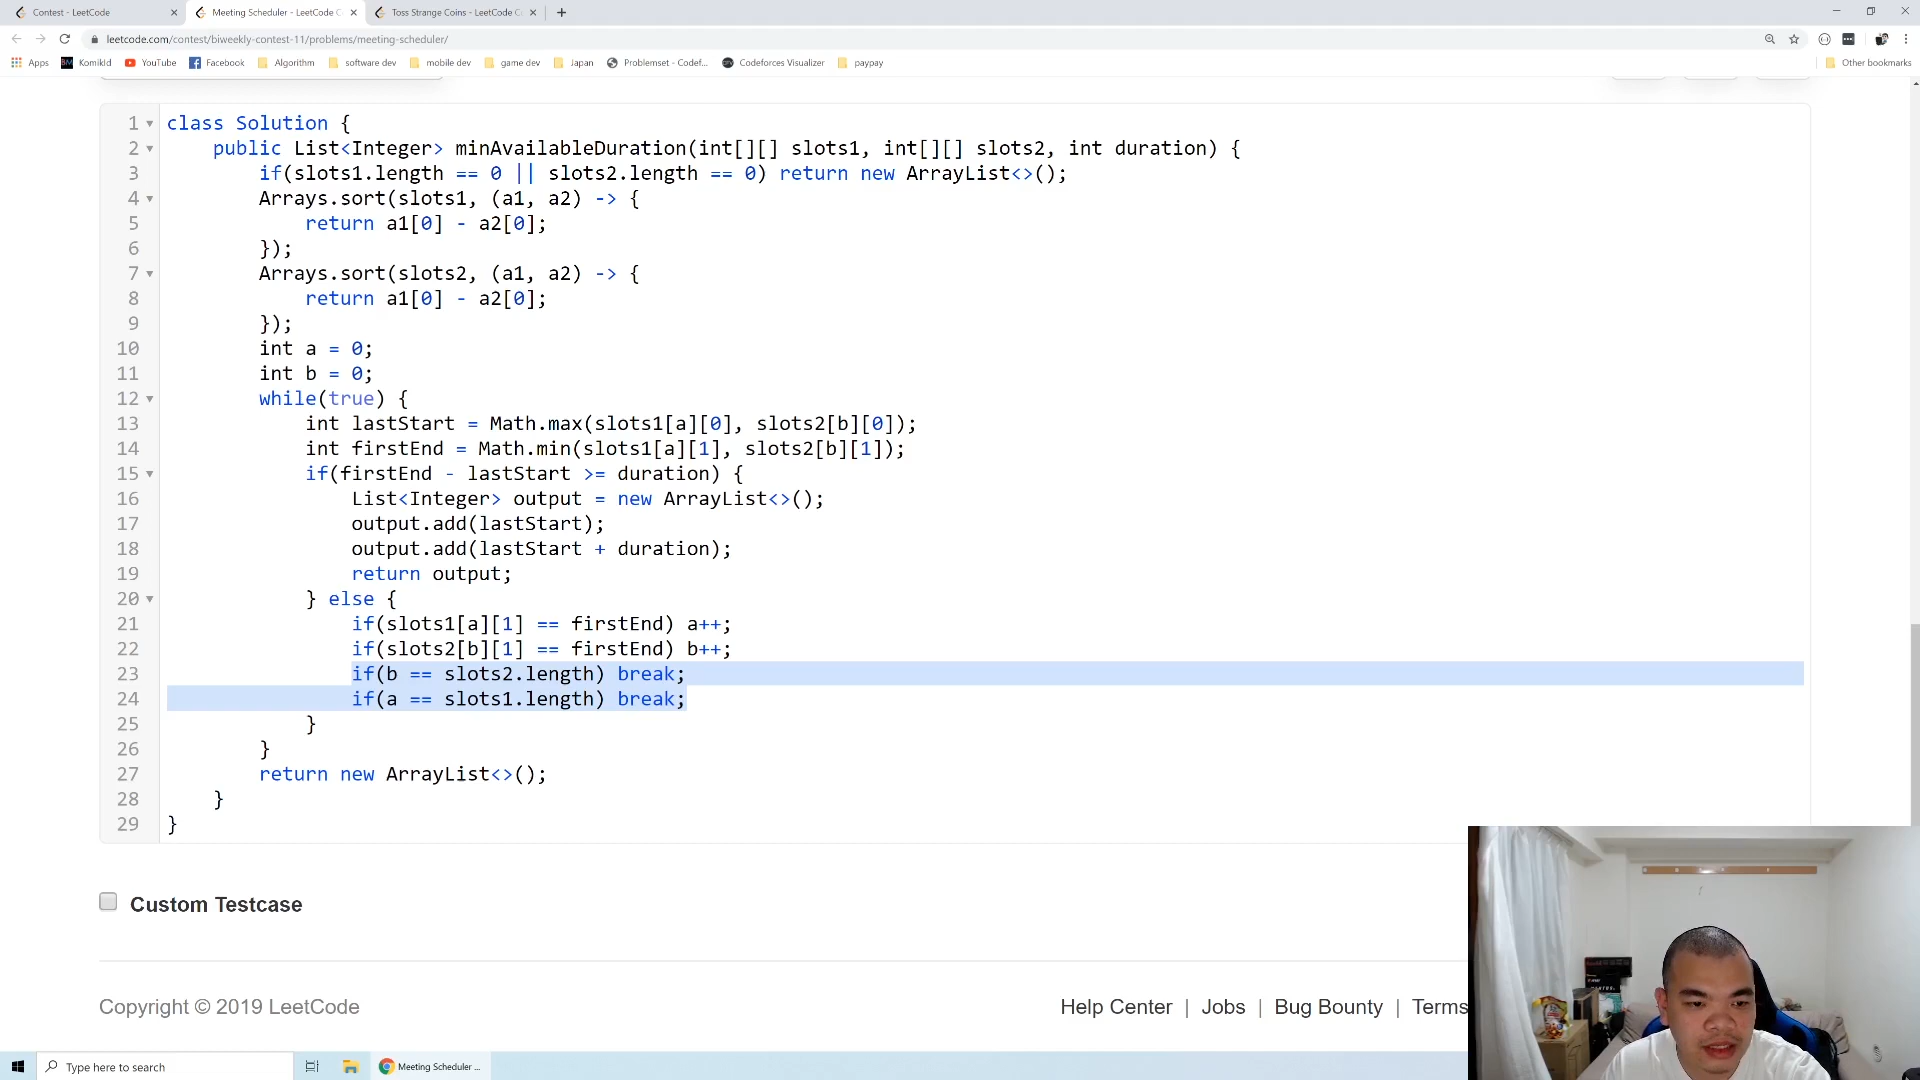 Contest - LeetCode
Meeting Scheduler - LeetCode C
Toss Strange Coins - LeetCode C
leetcode.com/contest/biweekly-contest-11/problems/meeting-scheduler/
Apps
Komikid
YouTube
Facebook
Algorithm
software dev
mobile dev
game dev
Japan
Problemset - Codef...
Codeforces Visualizer
paypay
Other bookmarks
1 class Solution {
2 public List<Integer> minAvailableDuration(int[][] slots1, int[][] slots2, int duration) {
3 if(slots1.length == 0 || slots2.length == 0) return new ArrayList<>();
4 Arrays.sort(slots1, (a1, a2) -> {
5 return a1[0] - a2[0];
6 });
7 Arrays.sort(slots2, (a1, a2) -> {
8 return a1[0] - a2[0];
9 });
10 int a = 0;
11 int b = 0;
12 while(true) {
13 int lastStart = Math.max(slots1[a][0], slots2[b][0]);
14 int firstEnd = Math.min(slots1[a][1], slots2[b][1]);
15 if(firstEnd - lastStart >= duration) {
16 List<Integer> output = new ArrayList<>();
17 output.add(lastStart);
18 output.add(lastStart + duration);
19 return output;
20 } else {
21 if(slots1[a][1] == firstEnd) a++;
22 if(slots2[b][1] == firstEnd) b++;
23 if(b == slots2.length) break;
24 if(a == slots1.length) break;
25 }
26 }
27 return new ArrayList<>();
28 }
29 }
Custom Testcase
Copyright © 2019 LeetCode
Help Center | Jobs | Bug Bounty | Terms
Type here to search
Meeting Scheduler ...